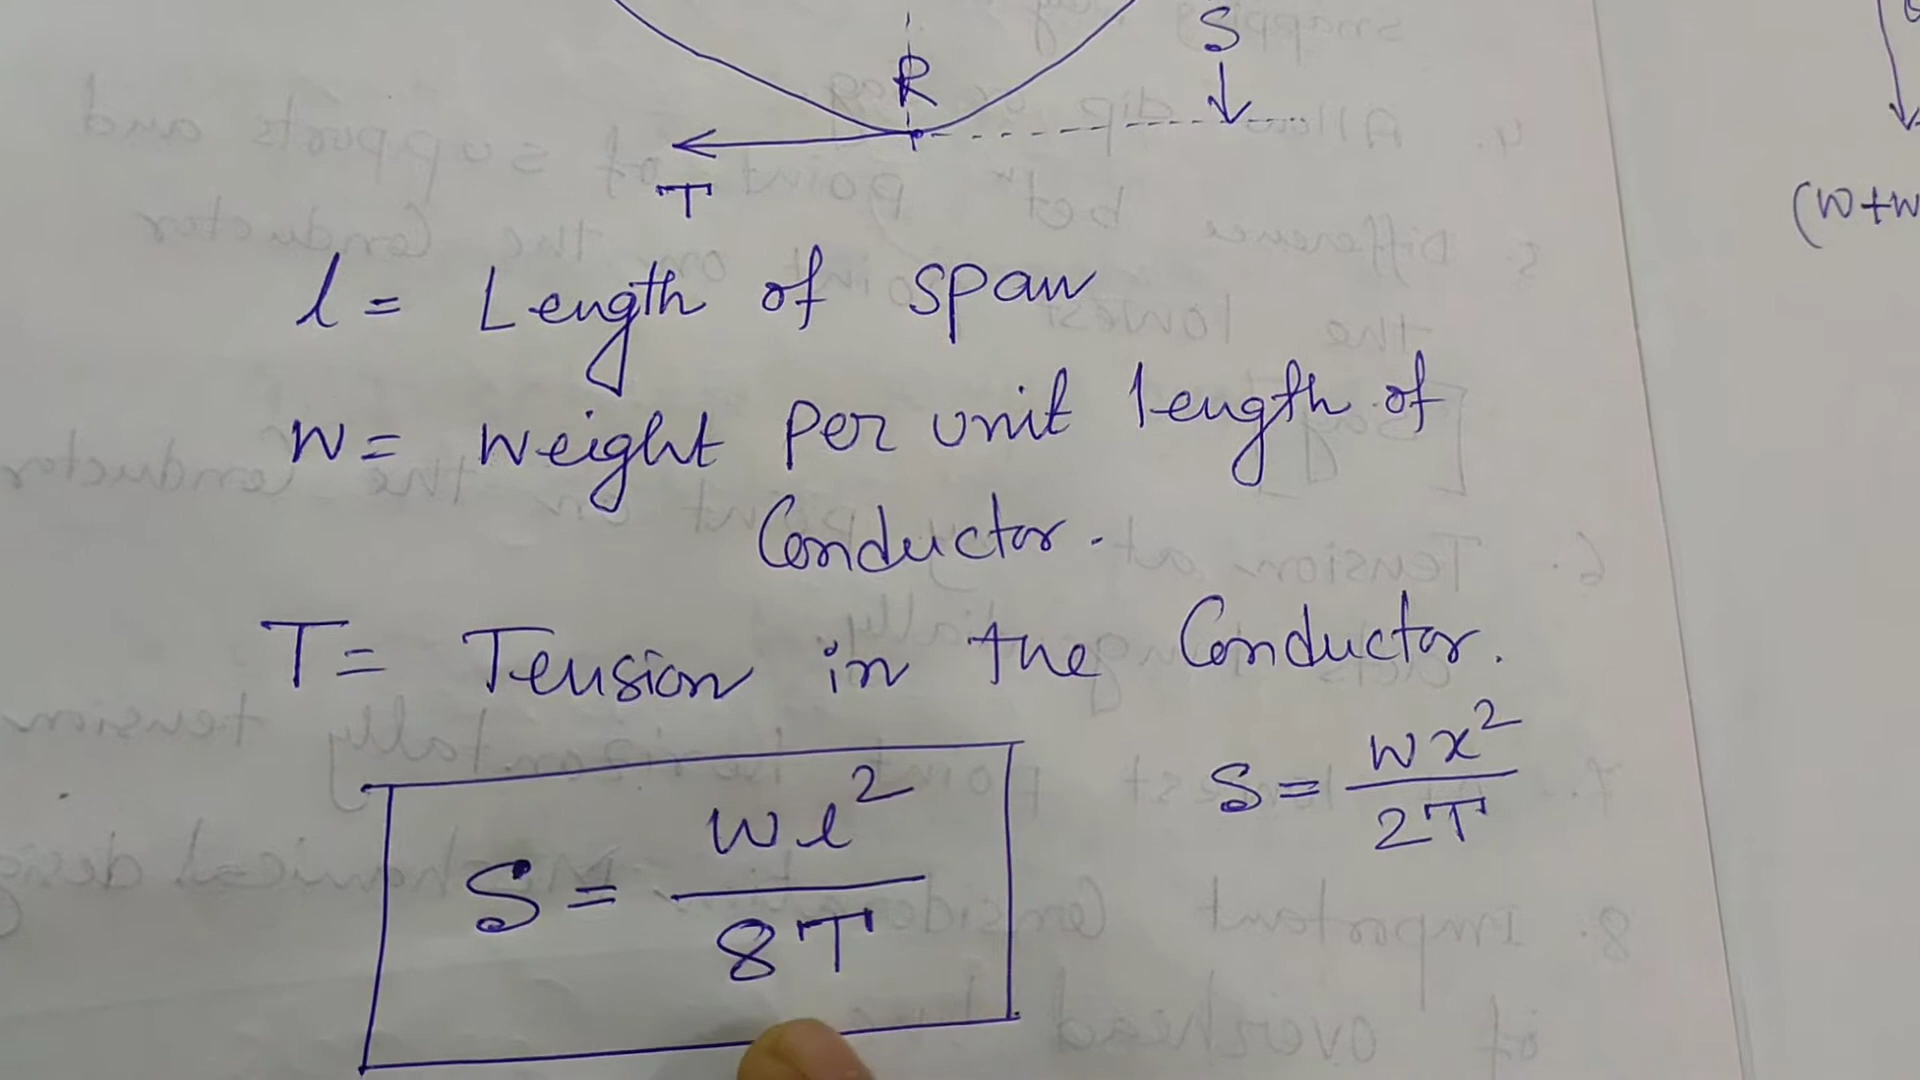 S
R
T
(w+w
l = Length of span
w = weight per unit length of
Conductor.
T = Tension in the Conductor.
S = wx²/2T
S = wl²/8T